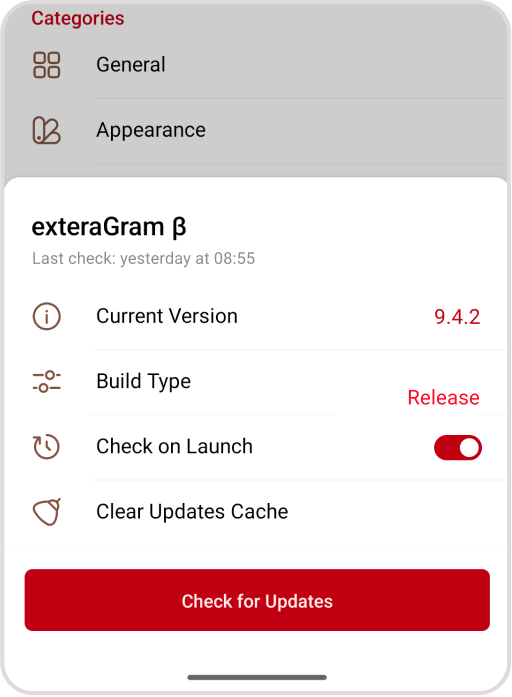 Categories
General
Appearance
exteraGram β
Last check: yesterday at 08:55
Current Version
9.4.2
Build Type
Release
Check on Launch
Clear Updates Cache
Check for Updates